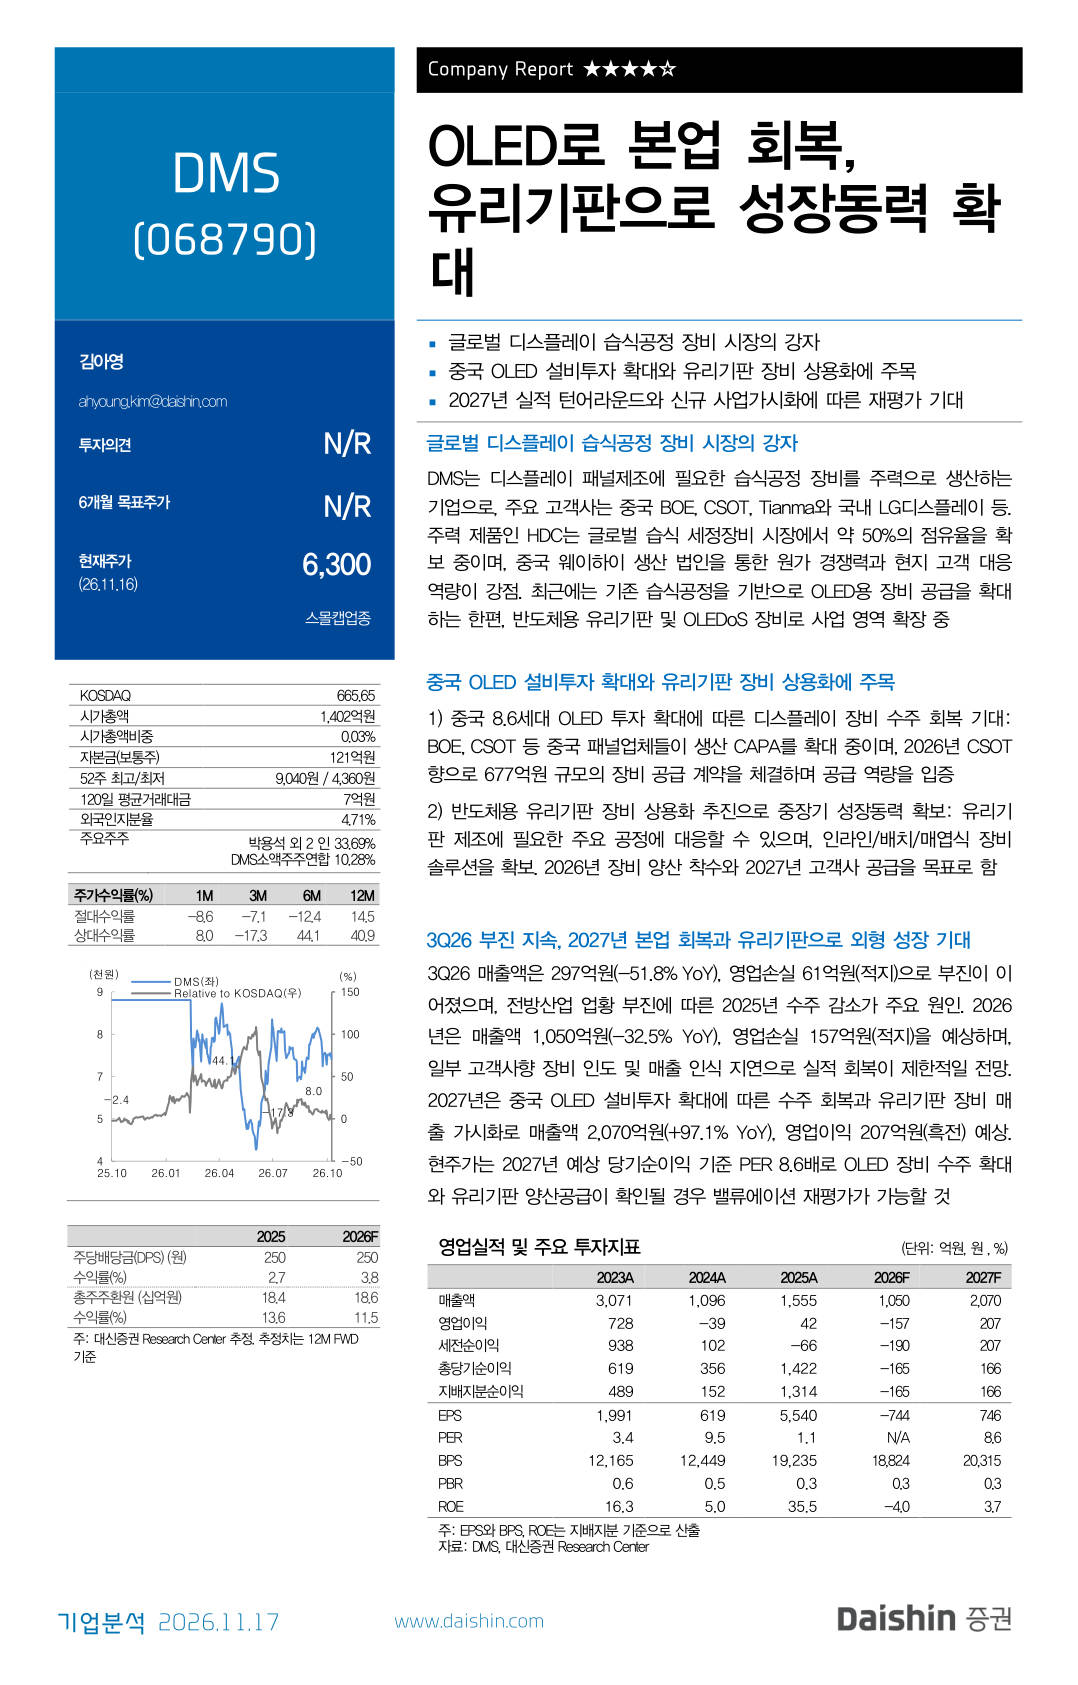 DMS
(068790)
김아영
ahyoung.kim@daishin.com
투자의견 N/R
6개월 목표주가 N/R
현재주가 6,300
(26.11.16)
스몰캡업종
KOSDAQ 665.65
시가총액 1,402억원
시가총액비중 0.03%
자본금(보통주) 121억원
52주 최고/최저 9,040원 / 4,360원
120일 평균거래대금 7억원
외국인지분율 4.71%
주요주주 박용석 외 2 인 33.69%
DMS소액주주연합 10.28%
주가수익률(%) 1M 3M 6M 12M
절대수익률 -8.6 -7.1 -12.4 14.5
상대수익률 8.0 -17.3 44.1 40.9
(천원) (%)
DMS(좌)
Relative to KOSDAQ(우)
9 150
8 100
44.1
7 50
8.0
-2.4
-17.3
5 0
4 -50
25.10 26.01 26.04 26.07 26.10
2025 2026F
주당배당금(DPS) (원) 250 250
수익률(%) 2.7 3.8
총주주환원 (십억원) 18.4 18.6
수익률(%) 13.6 11.5
주: 대신증권 Research Center 추정, 추정치는 12M FWD
기준
Company Report ★★★★☆
OLED로 본업 회복,
유리기판으로 성장동력 확
대
▪ 글로벌 디스플레이 습식공정 장비 시장의 강자
▪ 중국 OLED 설비투자 확대와 유리기판 장비 상용화에 주목
▪ 2027년 실적 턴어라운드와 신규 사업가시화에 따른 재평가 기대
글로벌 디스플레이 습식공정 장비 시장의 강자
DMS는 디스플레이 패널제조에 필요한 습식공정 장비를 주력으로 생산하는
기업으로, 주요 고객사는 중국 BOE, CSOT, Tianma와 국내 LG디스플레이 등.
주력 제품인 HDC는 글로벌 습식 세정장비 시장에서 약 50%의 점유율을 확
보 중이며, 중국 웨이하이 생산 법인을 통한 원가 경쟁력과 현지 고객 대응
역량이 강점. 최근에는 기존 습식공정을 기반으로 OLED용 장비 공급을 확대
하는 한편, 반도체용 유리기판 및 OLEDoS 장비로 사업 영역 확장 중
중국 OLED 설비투자 확대와 유리기판 장비 상용화에 주목
1) 중국 8.6세대 OLED 투자 확대에 따른 디스플레이 장비 수주 회복 기대:
BOE, CSOT 등 중국 패널업체들이 생산 CAPA를 확대 중이며, 2026년 CSOT
향으로 677억원 규모의 장비 공급 계약을 체결하며 공급 역량을 입증
2) 반도체용 유리기판 장비 상용화 추진으로 중장기 성장동력 확보: 유리기
판 제조에 필요한 주요 공정에 대응할 수 있으며, 인라인/배치/매엽식 장비
솔루션을 확보. 2026년 장비 양산 착수와 2027년 고객사 공급을 목표로 함
3Q26 부진 지속, 2027년 본업 회복과 유리기판으로 외형 성장 기대
3Q26 매출액은 297억원(-51.8% YoY), 영업손실 61억원(적지)으로 부진이 이
어졌으며, 전방산업 업황 부진에 따른 2025년 수주 감소가 주요 원인. 2026
년은 매출액 1,050억원(-32.5% YoY), 영업손실 157억원(적지)을 예상하며,
일부 고객사향 장비 인도 및 매출 인식 지연으로 실적 회복이 제한적일 전망.
2027년은 중국 OLED 설비투자 확대에 따른 수주 회복과 유리기판 장비 매
출 가시화로 매출액 2,070억원(+97.1% YoY), 영업이익 207억원(흑전) 예상.
현주가는 2027년 예상 당기순이익 기준 PER 8.6배로 OLED 장비 수주 확대
와 유리기판 양산공급이 확인될 경우 밸류에이션 재평가가 가능할 것
영업실적 및 주요 투자지표 (단위: 억원, 원 , %)
2023A 2024A 2025A 2026F 2027F
매출액 3,071 1,096 1,555 1,050 2,070
영업이익 728 -39 42 -157 207
세전순이익 938 102 -66 -190 207
총당기순이익 619 356 1,422 -165 166
지배지분순이익 489 152 1,314 -165 166
EPS 1,991 619 5,540 -744 746
PER 3.4 9.5 1.1 N/A 8.6
BPS 12,165 12,449 19,235 18,824 20,315
PBR 0.6 0.5 0.3 0.3 0.3
ROE 16.3 5.0 35.5 -4.0 3.7
주: EPS와 BPS, ROE는 지배지분 기준으로 산출
자료: DMS, 대신증권 Research Center
기업분석 2026.11.17 www.daishin.com Daishin 증권